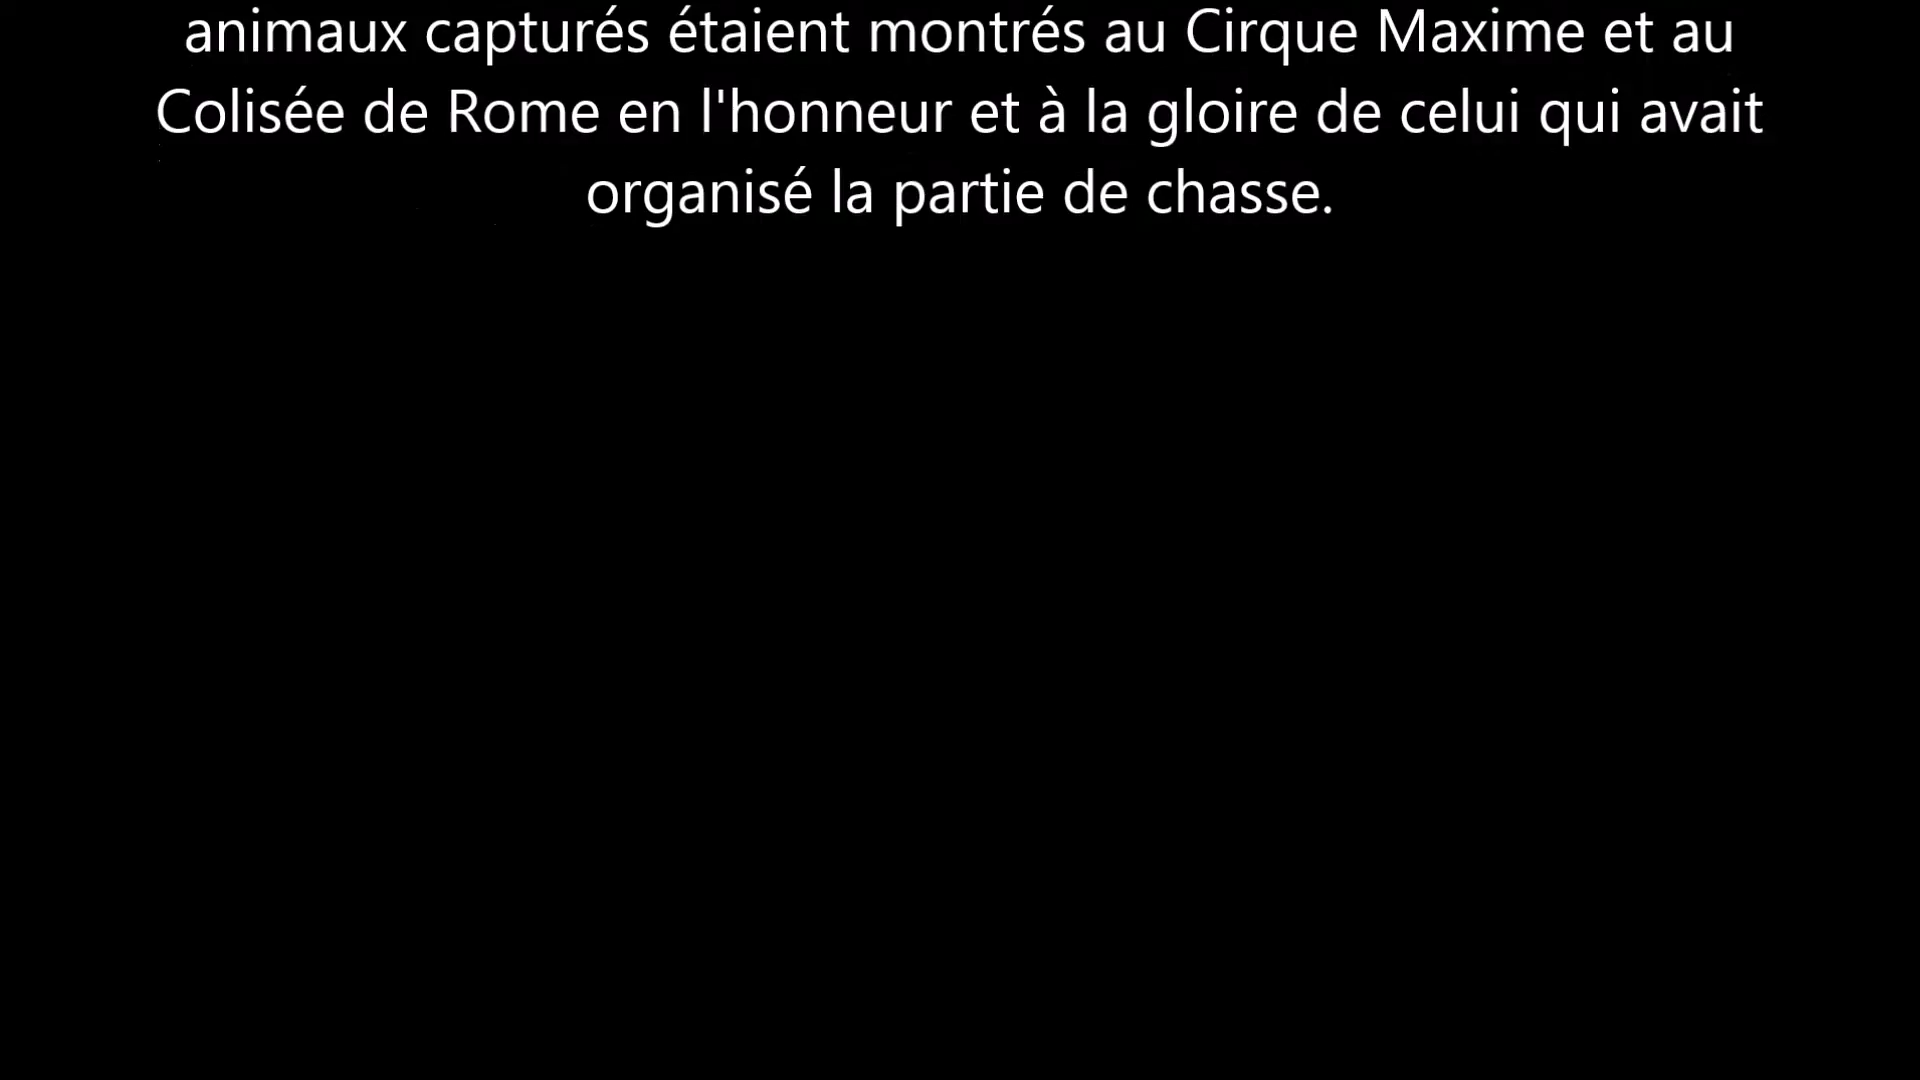 animaux capturés étaient montrés au Cirque Maxime et au
Colisée de Rome en l'honneur et à la gloire de celui qui avait
organisé la partie de chasse.